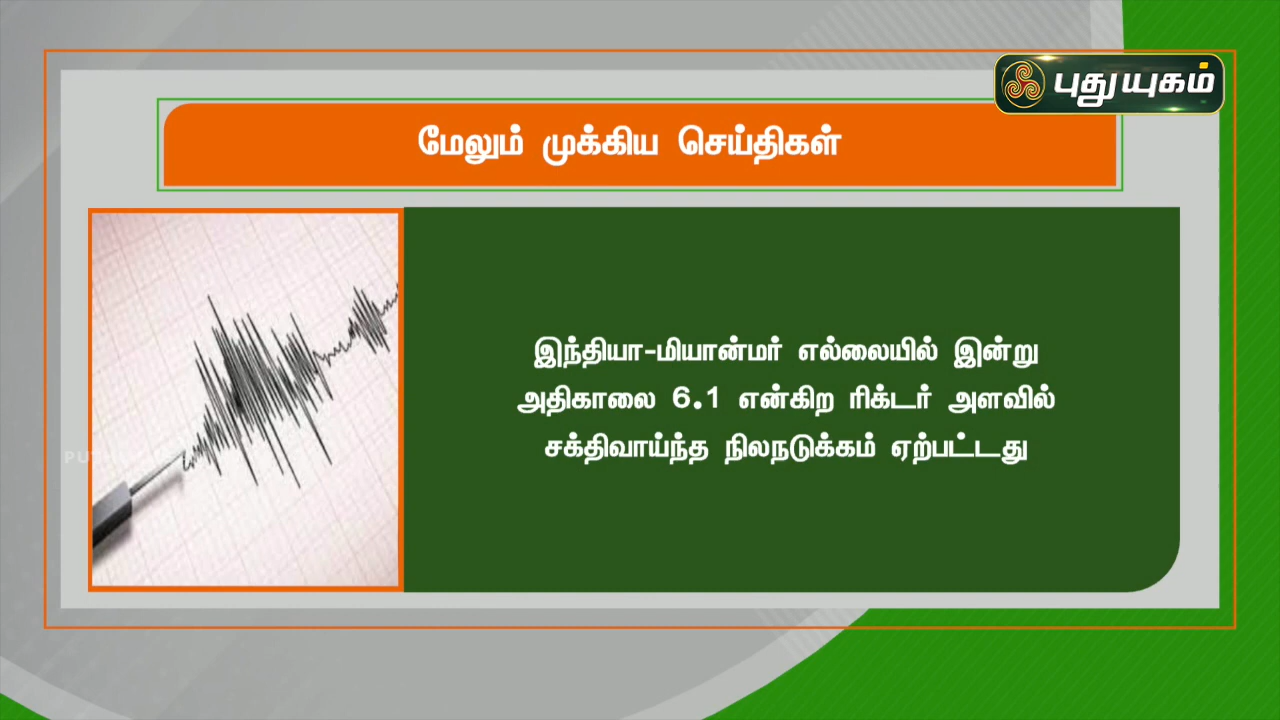 புதுயுகம்
மேலும் முக்கிய செய்திகள்
இந்தியா-மியான்மர் எல்லையில் இன்று
அதிகாலை 6.1 என்கிற ரிக்டர் அளவில்
சக்திவாய்ந்த நிலநடுக்கம் ஏற்பட்டது